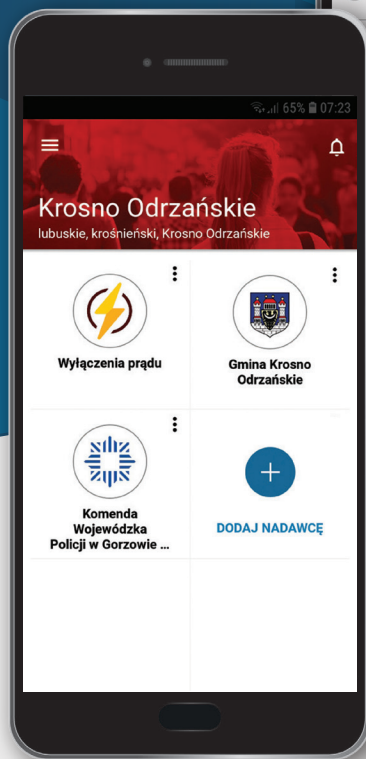 65% 07:23
Krosno Odrzańskie
lubuskie, krośnieński, Krosno Odrzańskie
Wyłączenia prądu
Gmina Krosno
Odrzańskie
Komenda
Wojewódzka
Policji w Gorzowie ...
DODAJ NADAWCĘ